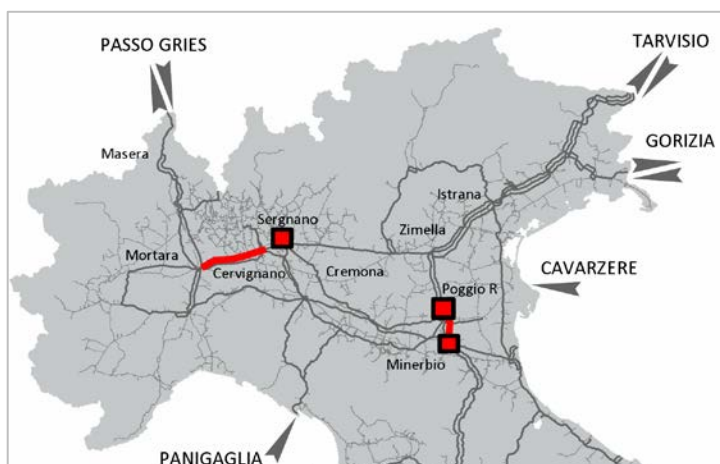 PASSO GRIES
TARVISIO
GORIZIA
Masera
Istrana
Sergnano
Zimella
Mortara
Cervignano
Cremona
CAVARZERE
Poggio R
Minerbio
PANIGAGLIA